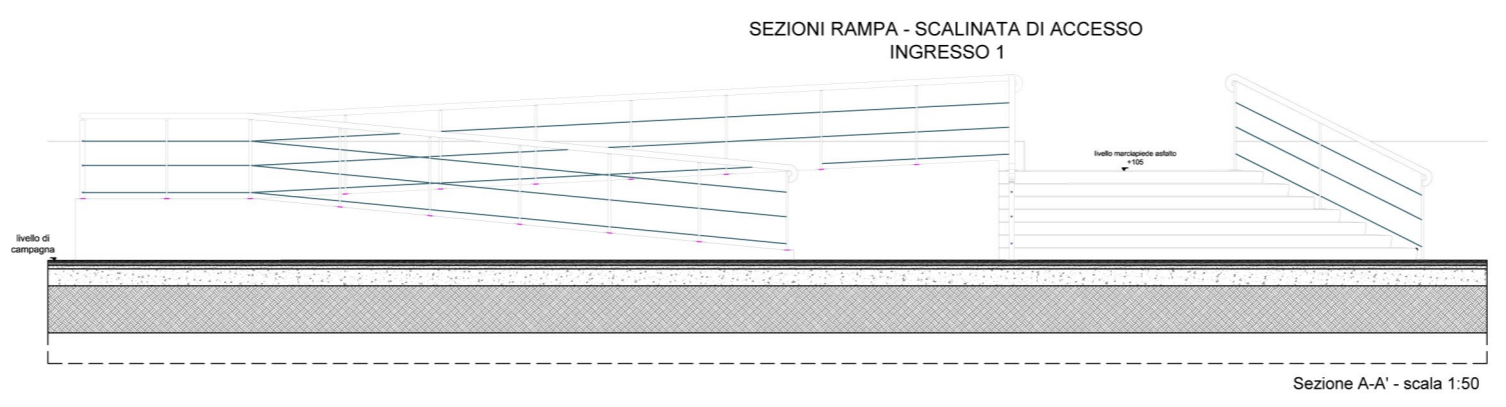 SEZIONI RAMPA - SCALINATA DI ACCESSO
INGRESSO 1
livello marciapiede asfalto
+105
livello di
campagna
Sezione A-A' - scala 1:50